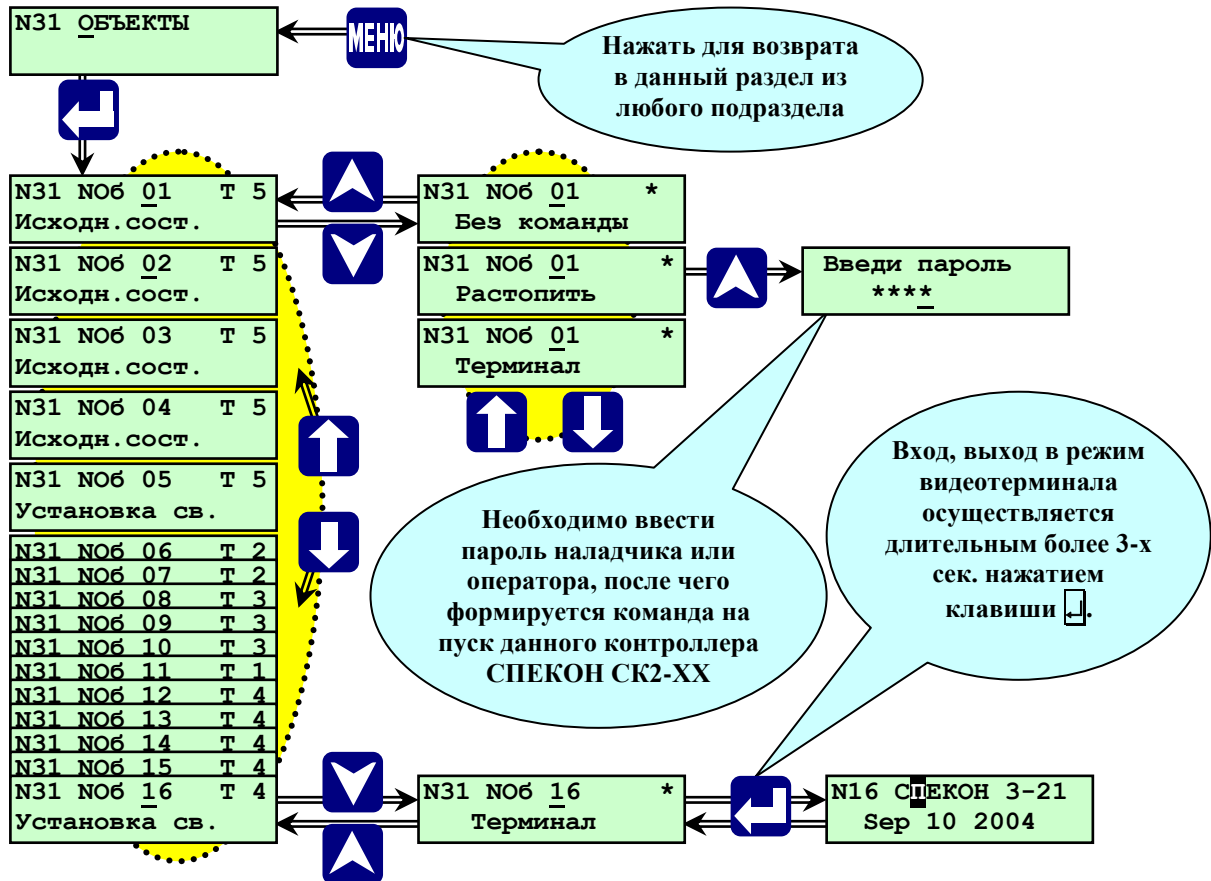 N31 ОБЪЕКТЫ
МЕНЮ
Нажать для возврата
в данный раздел из
любого подраздела
N31 NОб 01 Т 5
Исходн.сост.
N31 NОб 01 *
Без команды
N31 NОб 02 Т 5
Исходн.сост.
N31 NОб 01 *
Растопить
Введи пароль
****
N31 NОб 03 Т 5
Исходн.сост.
N31 NОб 01 *
Терминал
N31 NОб 04 Т 5
Исходн.сост.
N31 NОб 05 Т 5
Установка св.
N31 NОб 06 Т 2
N31 NОб 07 Т 2
N31 NОб 08 Т 3
N31 NОб 09 Т 3
N31 NОб 10 Т 3
N31 NОб 11 Т 1
N31 NОб 12 Т 4
N31 NОб 13 Т 4
N31 NОб 14 Т 4
N31 NОб 15 Т 4
N31 NОб 16 Т 4
Установка св.
Необходимо ввести
пароль наладчика или
оператора, после чего
формируется команда на
пуск данного контроллера
СПЕКОН СК2-ХХ
Вход, выход в режим
видеотерминала
осуществляется
длительным более 3-х
сек. нажатием
клавиши ↵.
N31 NОб 16 *
Терминал
N16 СПЕКОН 3-21
Sep 10 2004